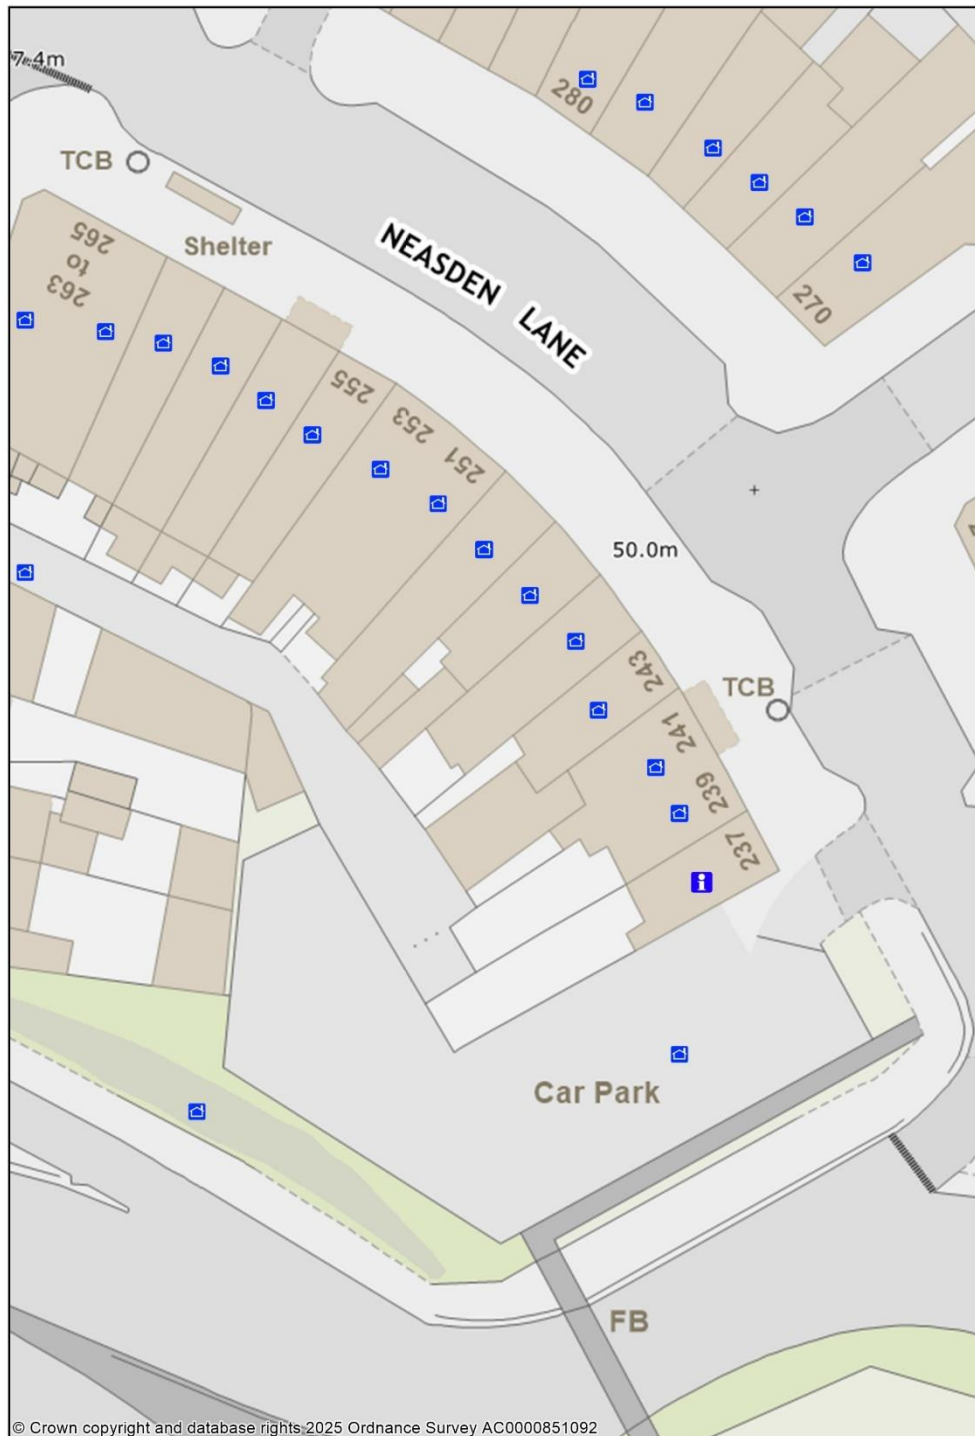 7.4m
280
TCB
265
to
263
Shelter
NEASDEN LANE
270
255
253
251
50.0m
243
TCB
241
239
237
Car Park
FB
© Crown copyright and database rights 2025 Ordnance Survey AC0000851092